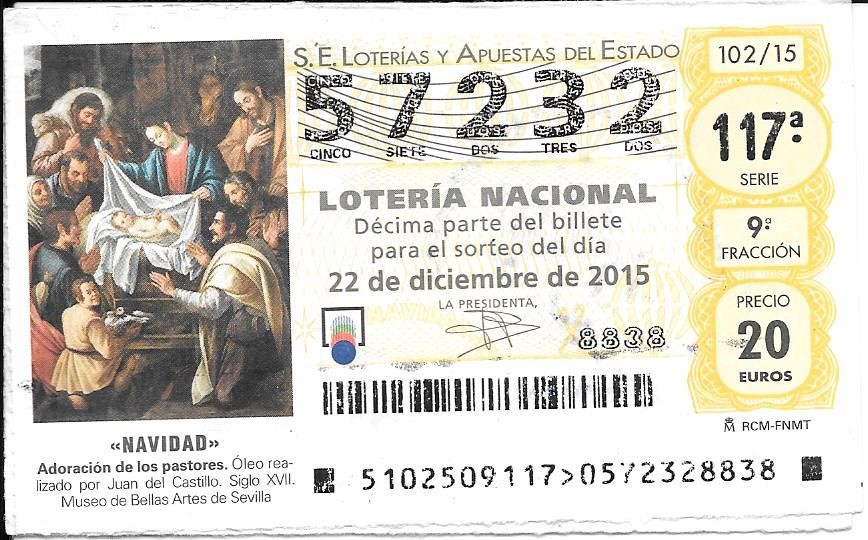 S.E. LOTERÍAS Y APUESTAS DEL ESTADO
57232
CINCO SIETE DOS TRES DOS
LOTERÍA NACIONAL
Décima parte del billete
para el sorteo del día
22 de diciembre de 2015
LA PRESIDENTA,
8838
102/15
117ª
SERIE
9ª
FRACCIÓN
PRECIO
20
EUROS
RCM-FNMT
«NAVIDAD»
Adoración de los pastores. Óleo rea-
lizado por Juan del Castillo. Siglo XVII.
Museo de Bellas Artes de Sevilla
5102509117>0572328838